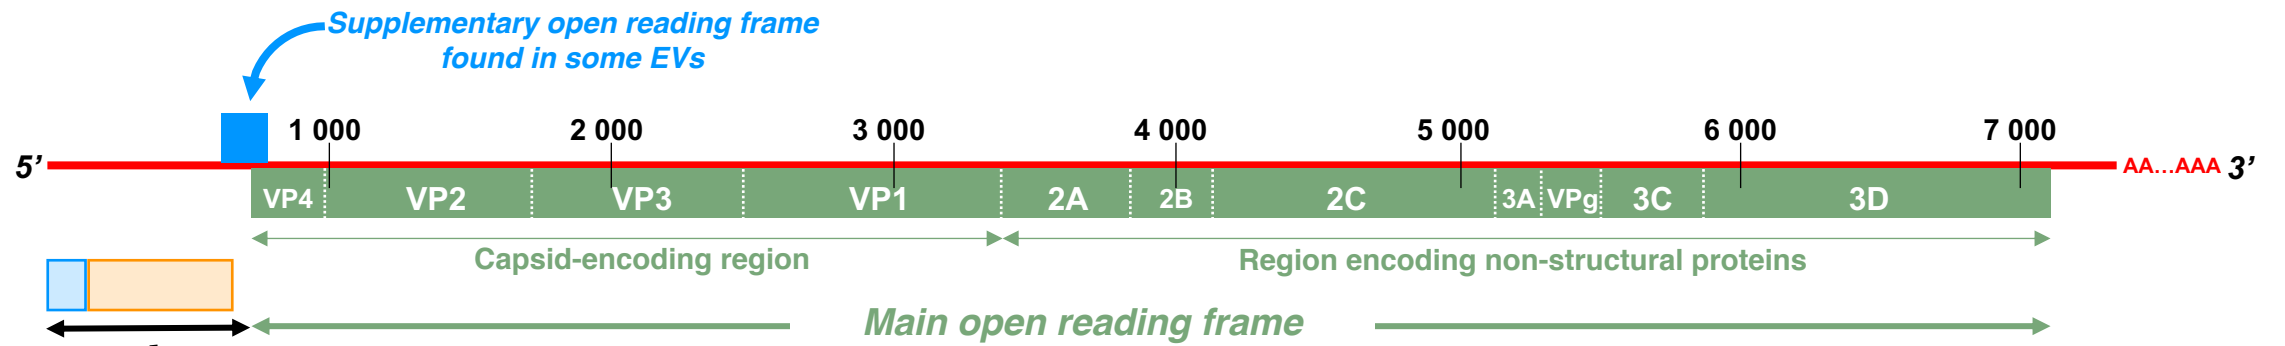 Supplementary open reading frame
found in some EVs
1 000 2 000 3 000 4 000 5 000 6 000 7 000
5’ AA...AAA 3’
VP4 VP2 VP3 VP1 2A 2B 2C 3A VPg 3C 3D
Capsid-encoding region Region encoding non-structural proteins
Main open reading frame